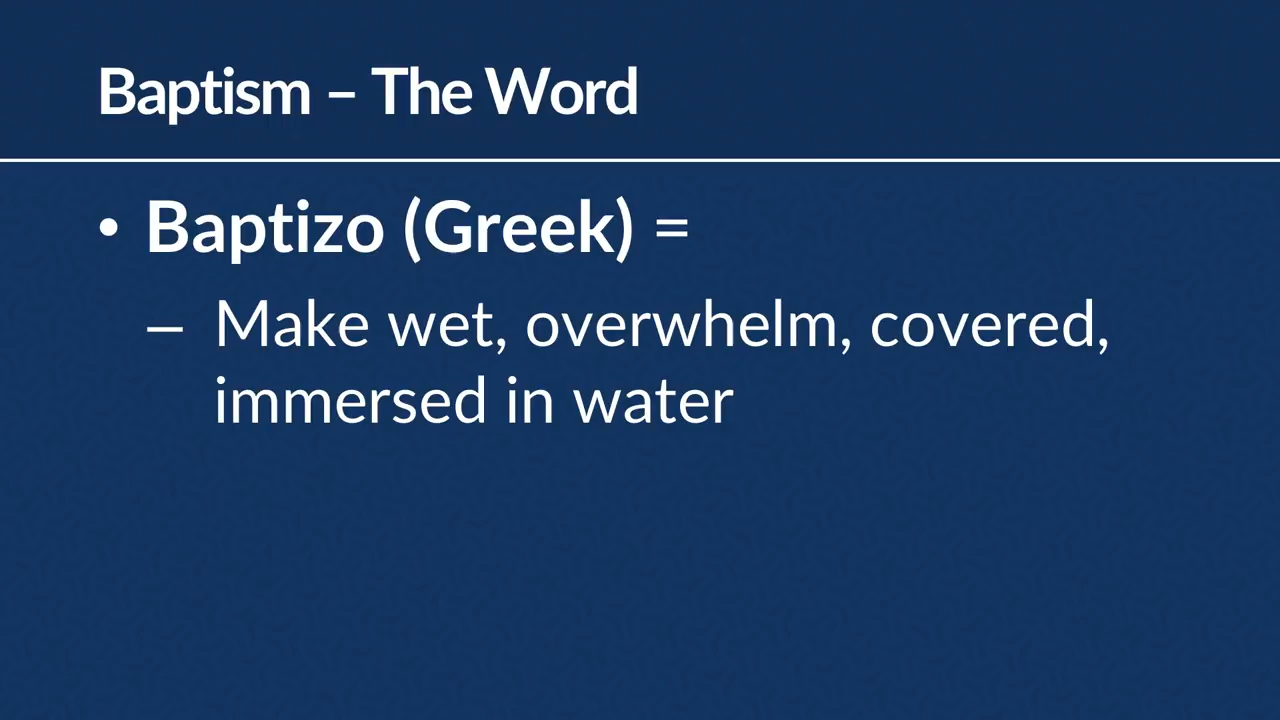 Baptism – The Word
• Baptizo (Greek) =
– Make wet, overwhelm, covered,
immersed in water